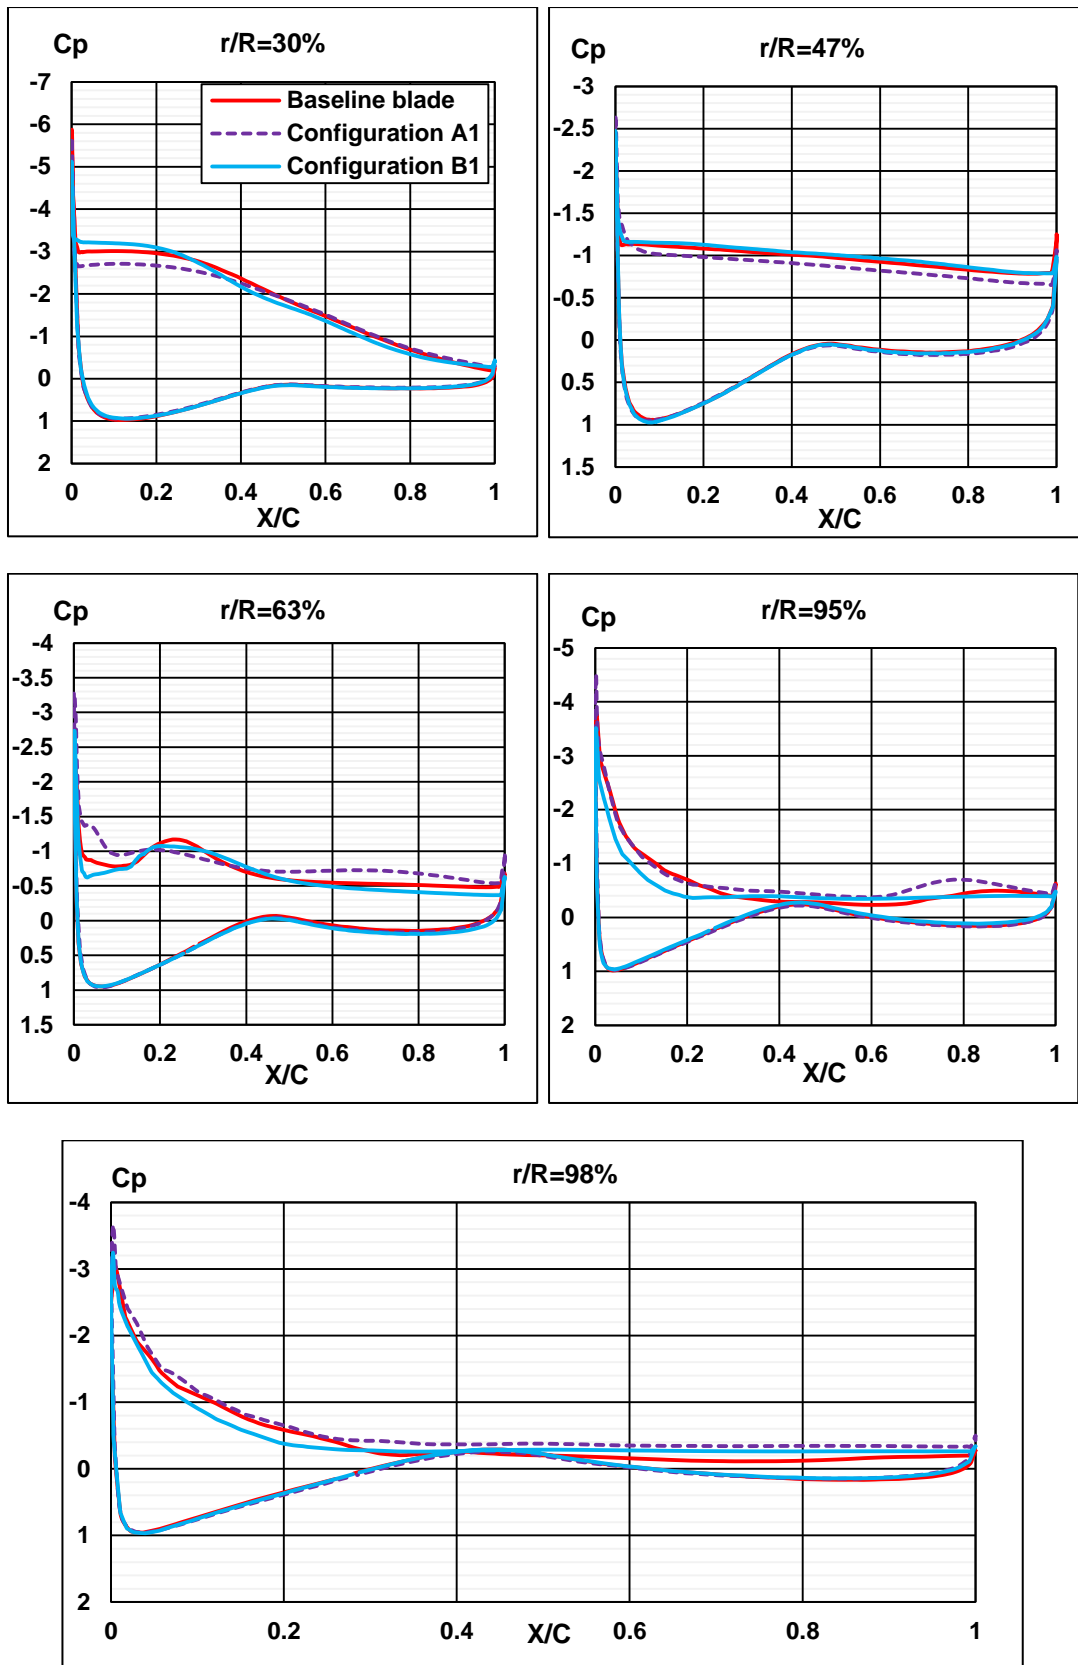 Cp r/R=30%
-7
-6
-5
-4
-3
-2
-1
0
1
2
Baseline blade
Configuration A1
Configuration B1
0 0.2 0.4 0.6 0.8 1
X/C
Cp r/R=47%
-3
-2.5
-2
-1.5
-1
-0.5
0
0.5
1
1.5
0 0.2 0.4 0.6 0.8 1
X/C
Cp r/R=63%
-4
-3.5
-3
-2.5
-2
-1.5
-1
-0.5
0
0.5
1
1.5
0 0.2 0.4 0.6 0.8 1
X/C
Cp r/R=95%
-5
-4
-3
-2
-1
0
1
2
0 0.2 0.4 0.6 0.8 1
X/C
Cp r/R=98%
-4
-3
-2
-1
0
1
2
0 0.2 0.4 X/C 0.6 0.8 1